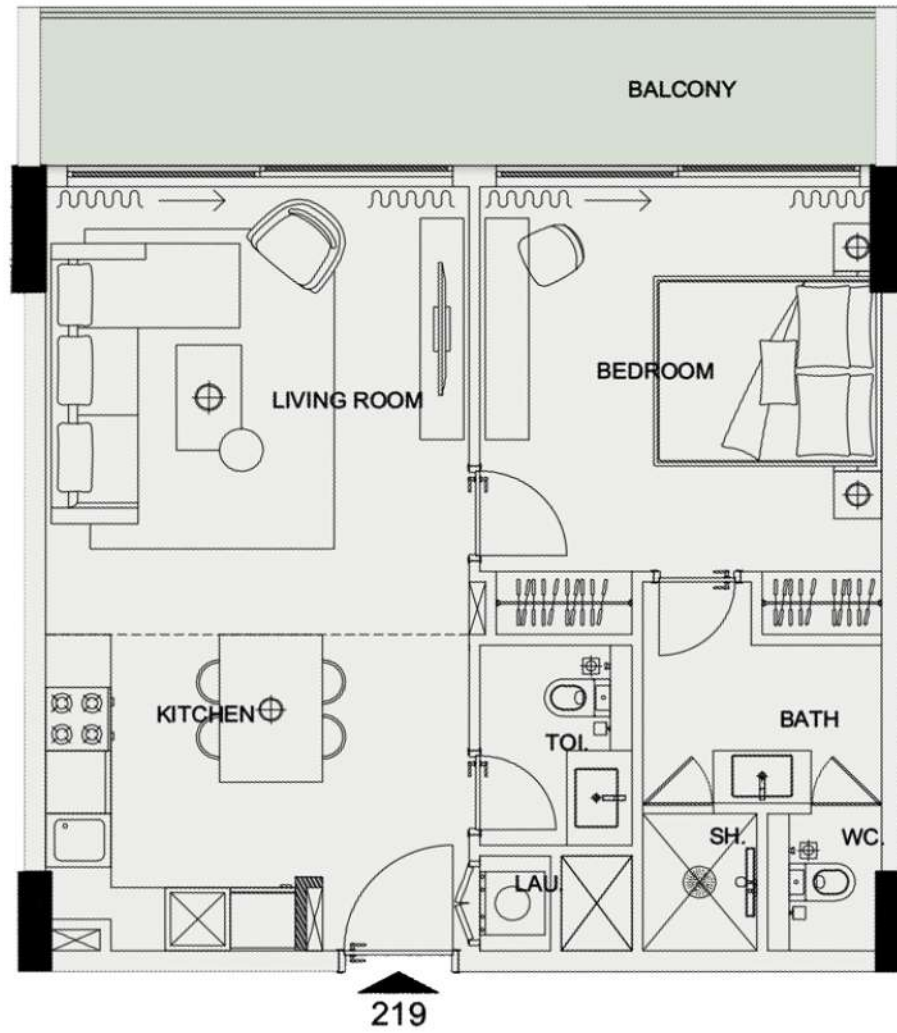 BALCONY
BEDROOM
LIVING ROOM
KITCHEN
BATH
TOI.
SH.
WC.
LAU.
219